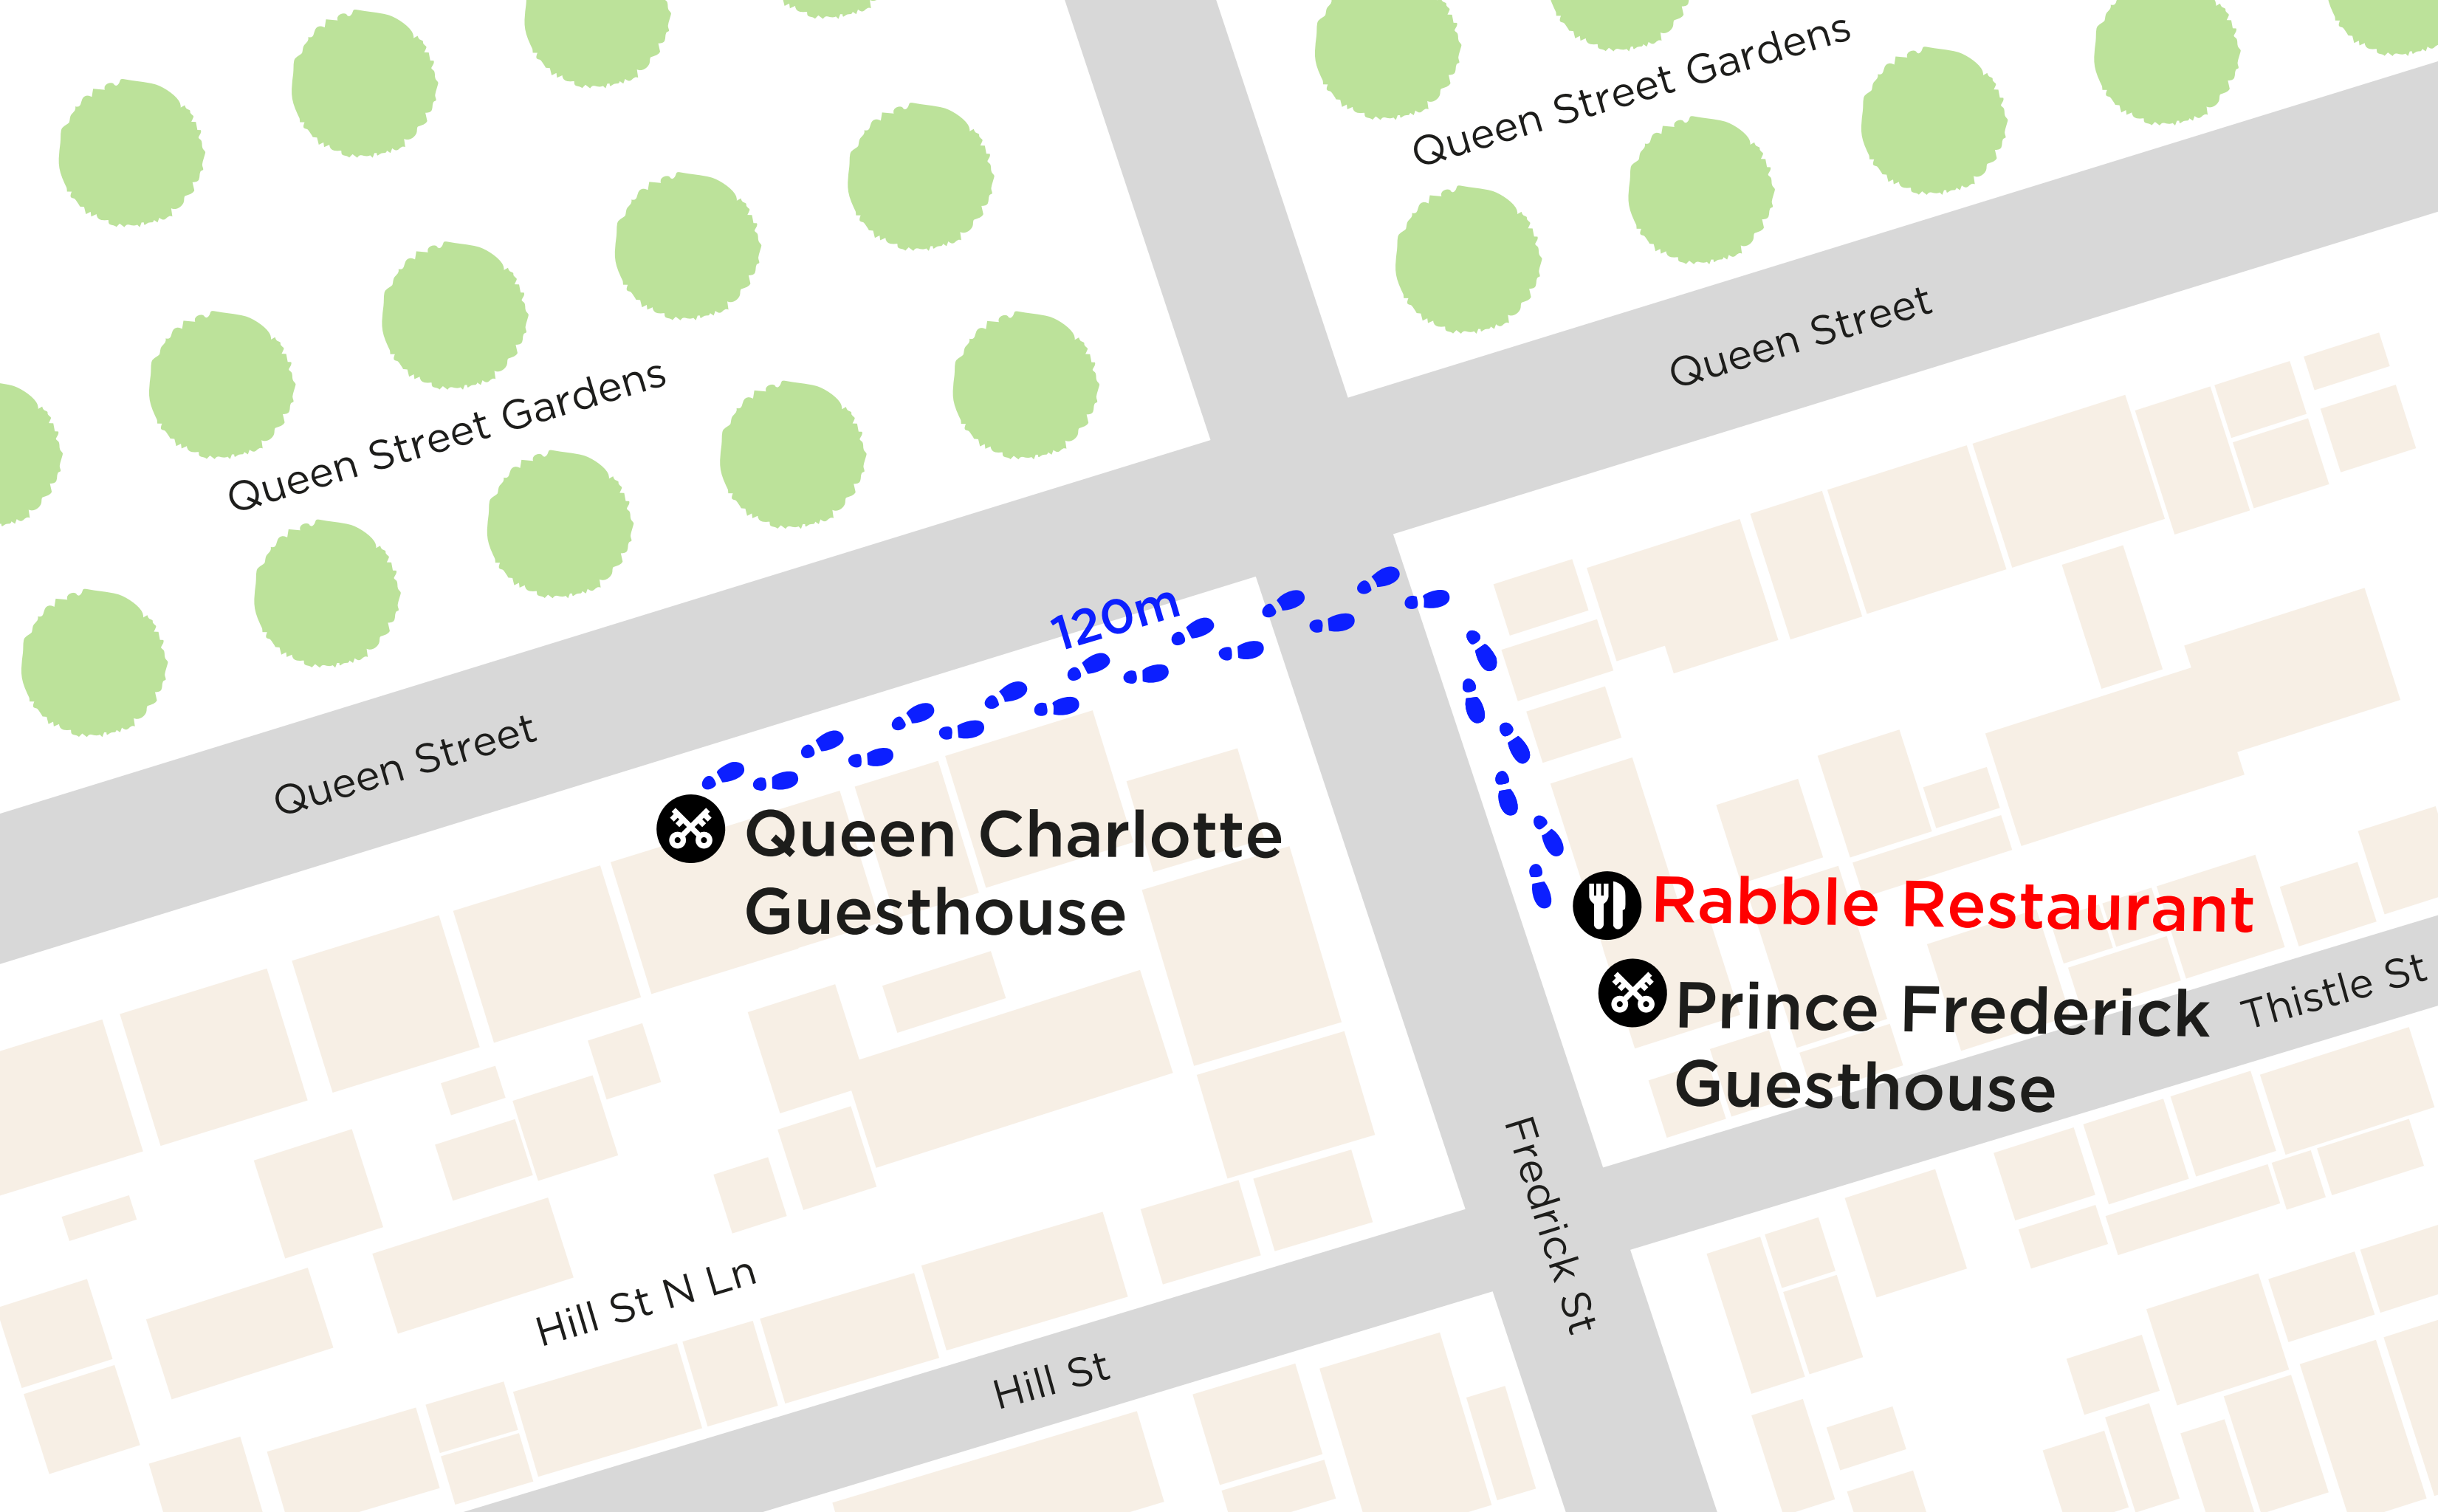 Queen Street Gardens
Queen Street
Queen Street Gardens
120m
Queen Street
Queen Charlotte
Guesthouse
Rabble Restaurant
Prince Frederick
Guesthouse
Thistle St
Fredrick St
Hill St N Ln
Hill St